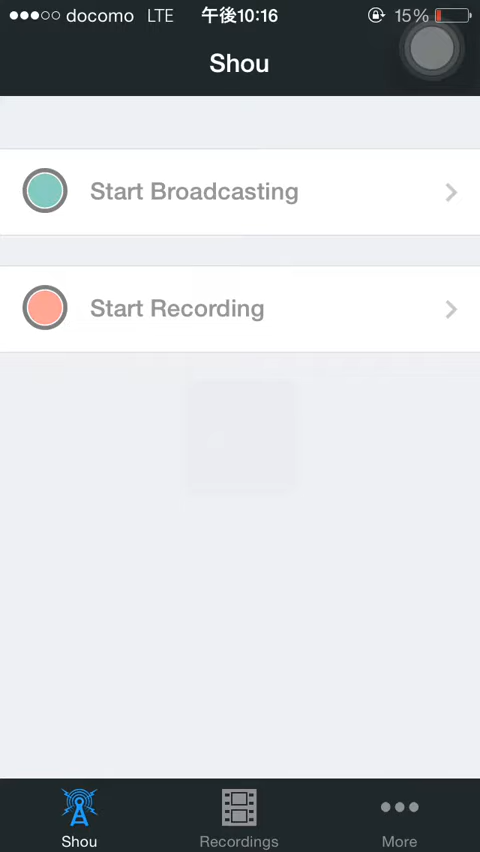 docomo LTE 午後10:16 15%
Shou
Start Broadcasting
Start Recording
Shou Recordings More